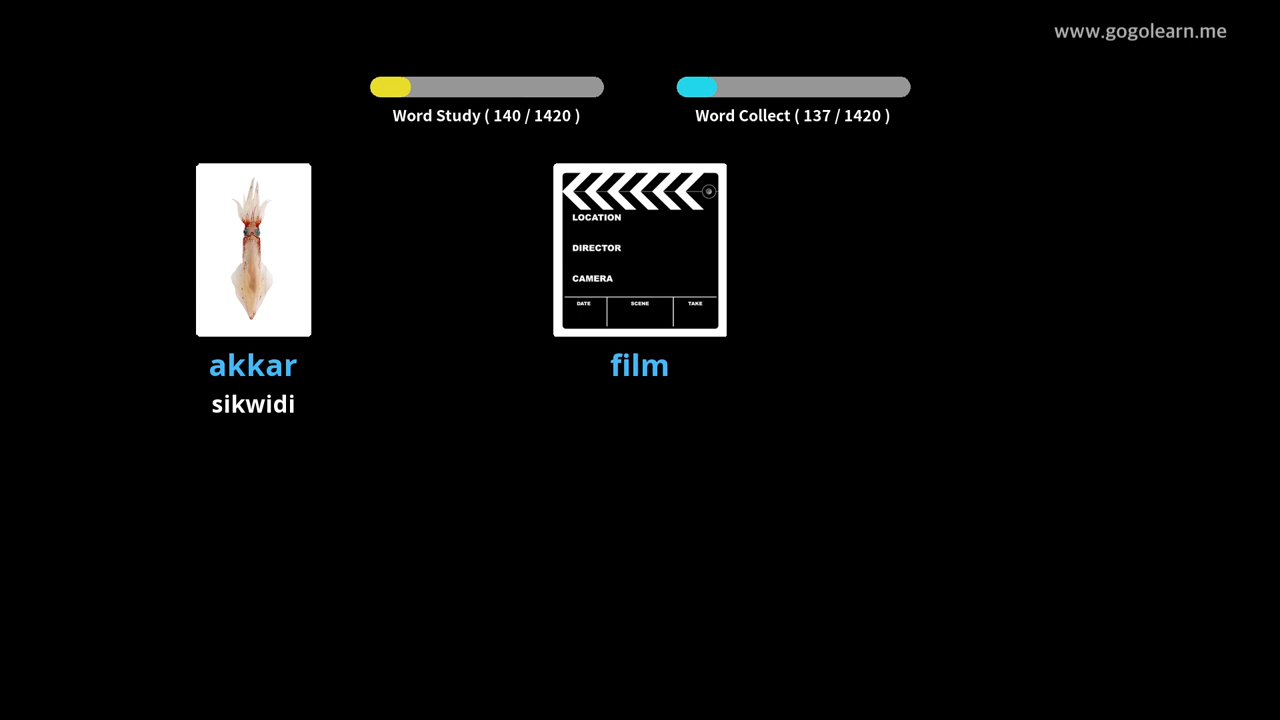 www.gogolearn.me
Word Study ( 140 / 1420 )
Word Collect ( 137 / 1420 )
LOCATION
DIRECTOR
CAMERA
DATE SCENE TAKE
akkar
film
sikwidi